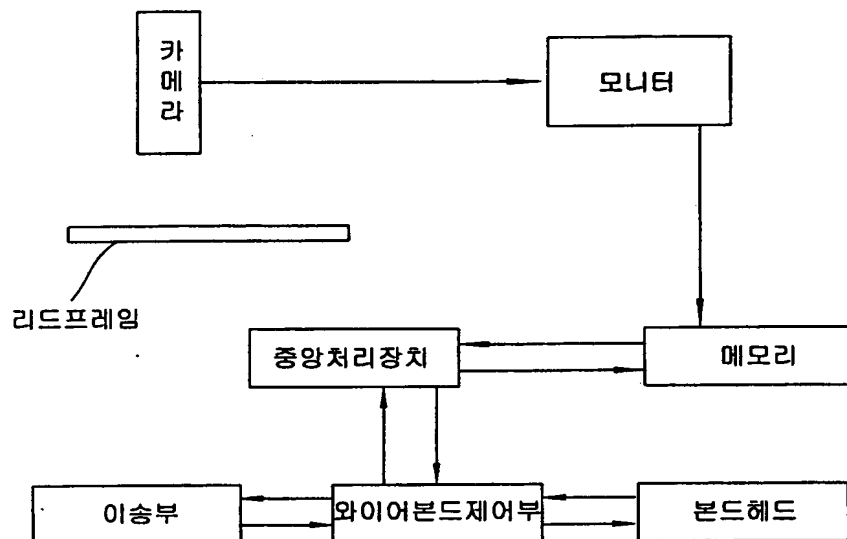 카메라
모니터
리드프레임
중앙처리장치
메모리
이송부
와이어본드제어부
본드헤드